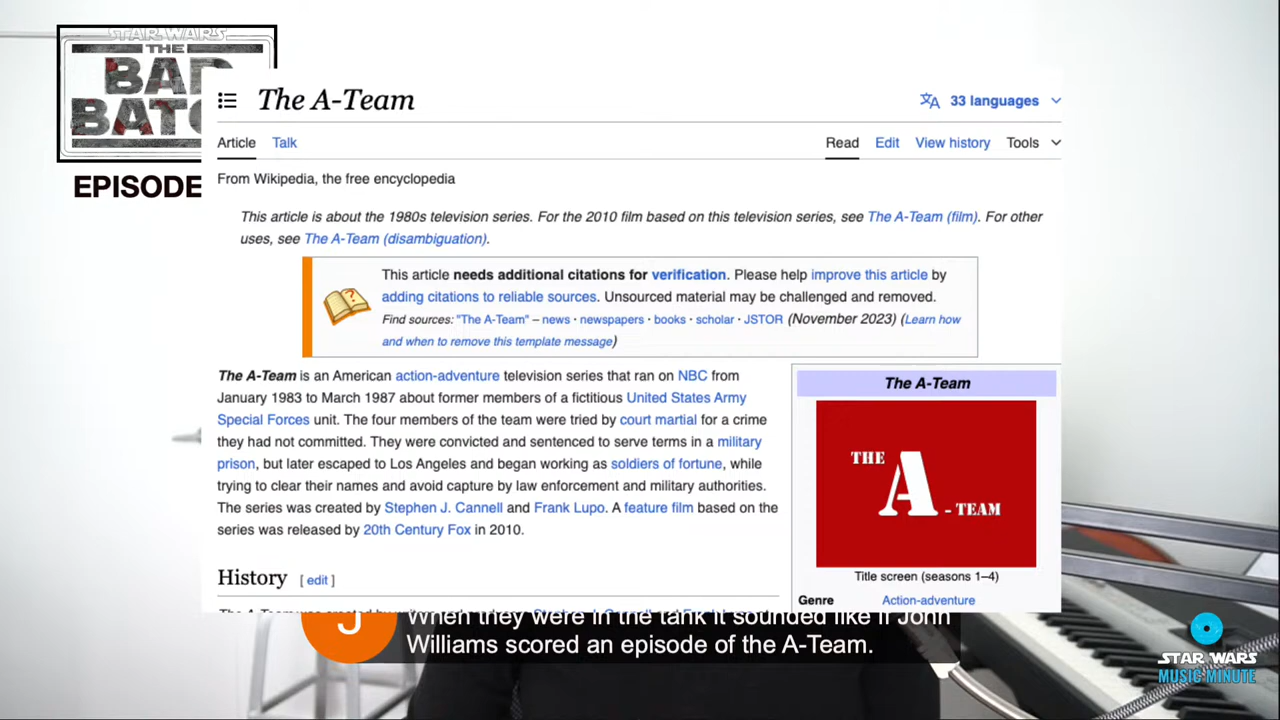 STAR WARS
THE
BAD
BATC
EPISODE
The A-Team
33 languages
Article Talk
Read Edit View history Tools
From Wikipedia, the free encyclopedia
This article is about the 1980s television series. For the 2010 film based on this television series, see The A-Team (film). For other
uses, see The A-Team (disambiguation).
This article needs additional citations for verification. Please help improve this article by
adding citations to reliable sources. Unsourced material may be challenged and removed.
Find sources: "The A-Team" – news · newspapers · books · scholar · JSTOR (November 2023) (Learn how
and when to remove this template message)
The A-Team is an American action-adventure television series that ran on NBC from
January 1983 to March 1987 about former members of a fictitious United States Army
Special Forces unit. The four members of the team were tried by court martial for a crime
they had not committed. They were convicted and sentenced to serve terms in a military
prison, but later escaped to Los Angeles and began working as soldiers of fortune, while
trying to clear their names and avoid capture by law enforcement and military authorities.
The series was created by Stephen J. Cannell and Frank Lupo. A feature film based on the
series was released by 20th Century Fox in 2010.
The A-Team
THE
A
- TEAM
Title screen (seasons 1–4)
Genre Action-adventure
History [ edit ]
J
When they were in the tank it sounded like if John
Williams scored an episode of the A-Team.
STAR WARS
MUSIC MINUTE